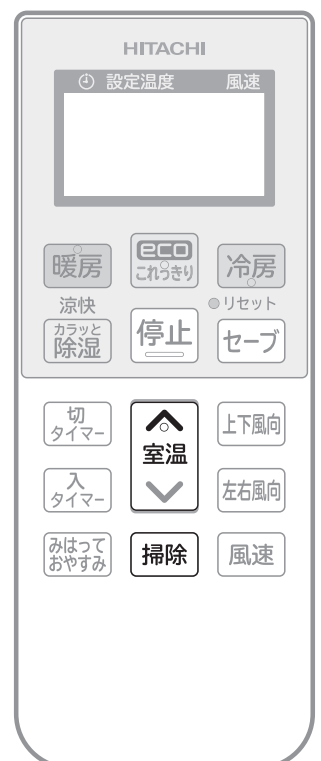 HITACHI
設定温度 風速
暖房
eco
これっきり
冷房
涼快
カラッと
除湿
停止
リセット
セーブ
切
タイマー
室温
上下風向
入
タイマー
左右風向
みはって
おやすみ
掃除
風速